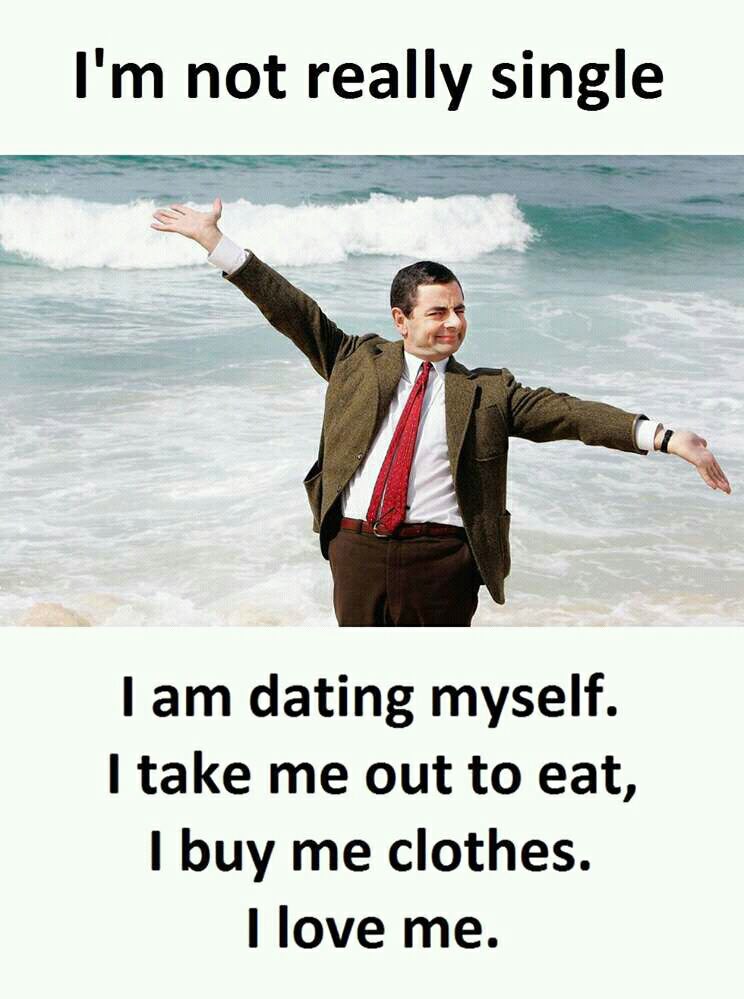 I'm not really single
I am dating myself.
I take me out to eat,
I buy me clothes.
I love me.